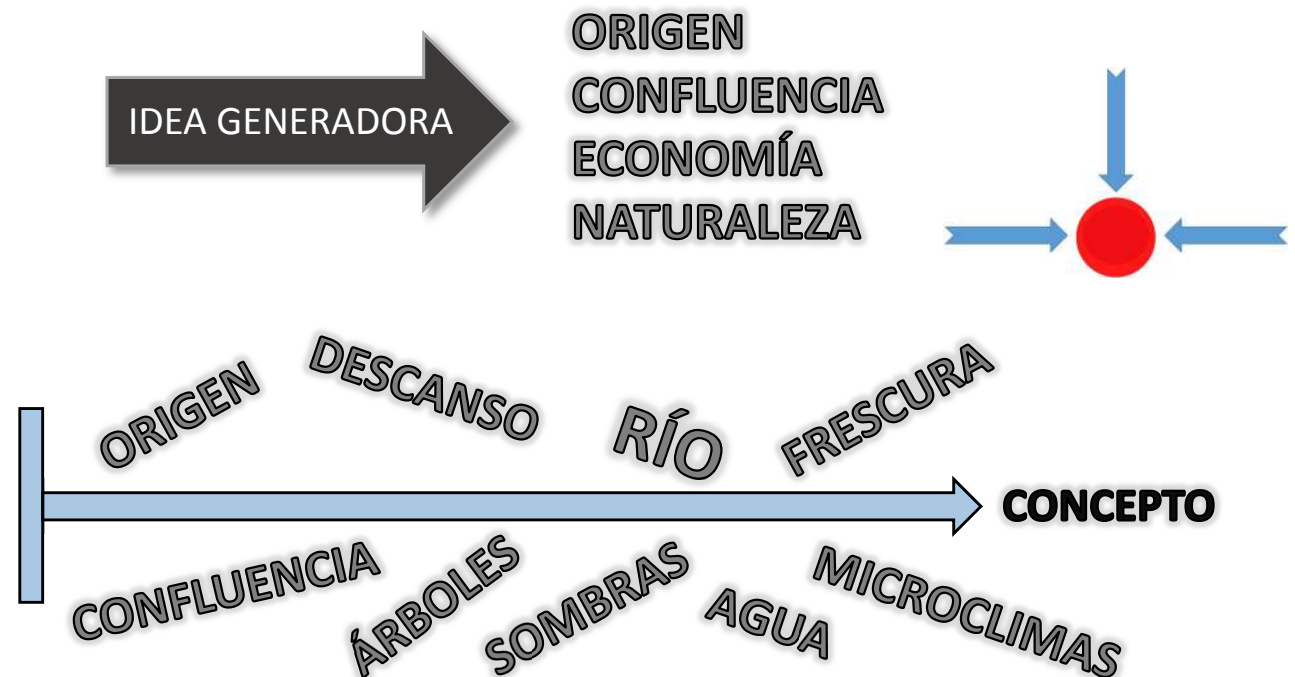 IDEA GENERADORA
ORIGEN
CONFLUENCIA
ECONOMÍA
NATURALEZA
ORIGEN
DESCANSO
RÍO
FRESCURA
CONCEPTO
CONFLUENCIA
ÁRBOLES
SOMBRAS
AGUA
MICROCLIMAS